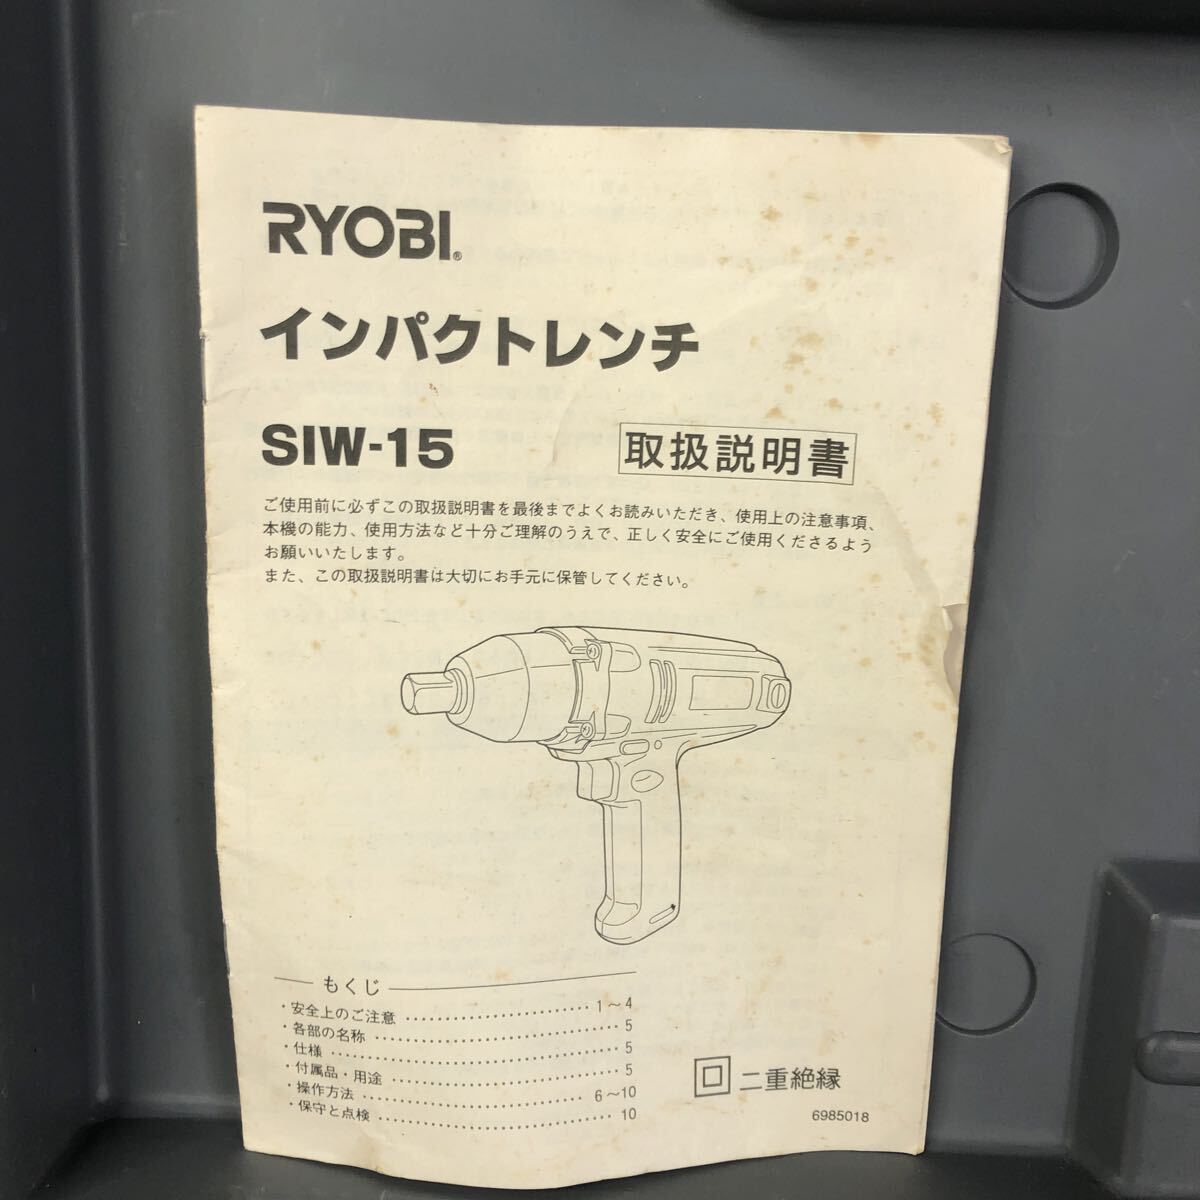 RYOBI®
インパクトレンチ
SIW-15
取扱説明書
ご使用前に必ずこの取扱説明書を最後までよくお読みいただき、使用上の注意事項、
本機の能力、使用方法など十分ご理解のうえで、正しく安全にご使用くださるよう
お願いいたします。
また、この取扱説明書は大切にお手元に保管してください。
もくじ
・安全上のご注意 ························ 1～4
・各部の名称 ································ 5
・仕様 ······································ 5
・付属品・用途 ······························ 5
・操作方法 ······························ 6～10
・保守と点検 ······························ 10
二重絶縁
6985018